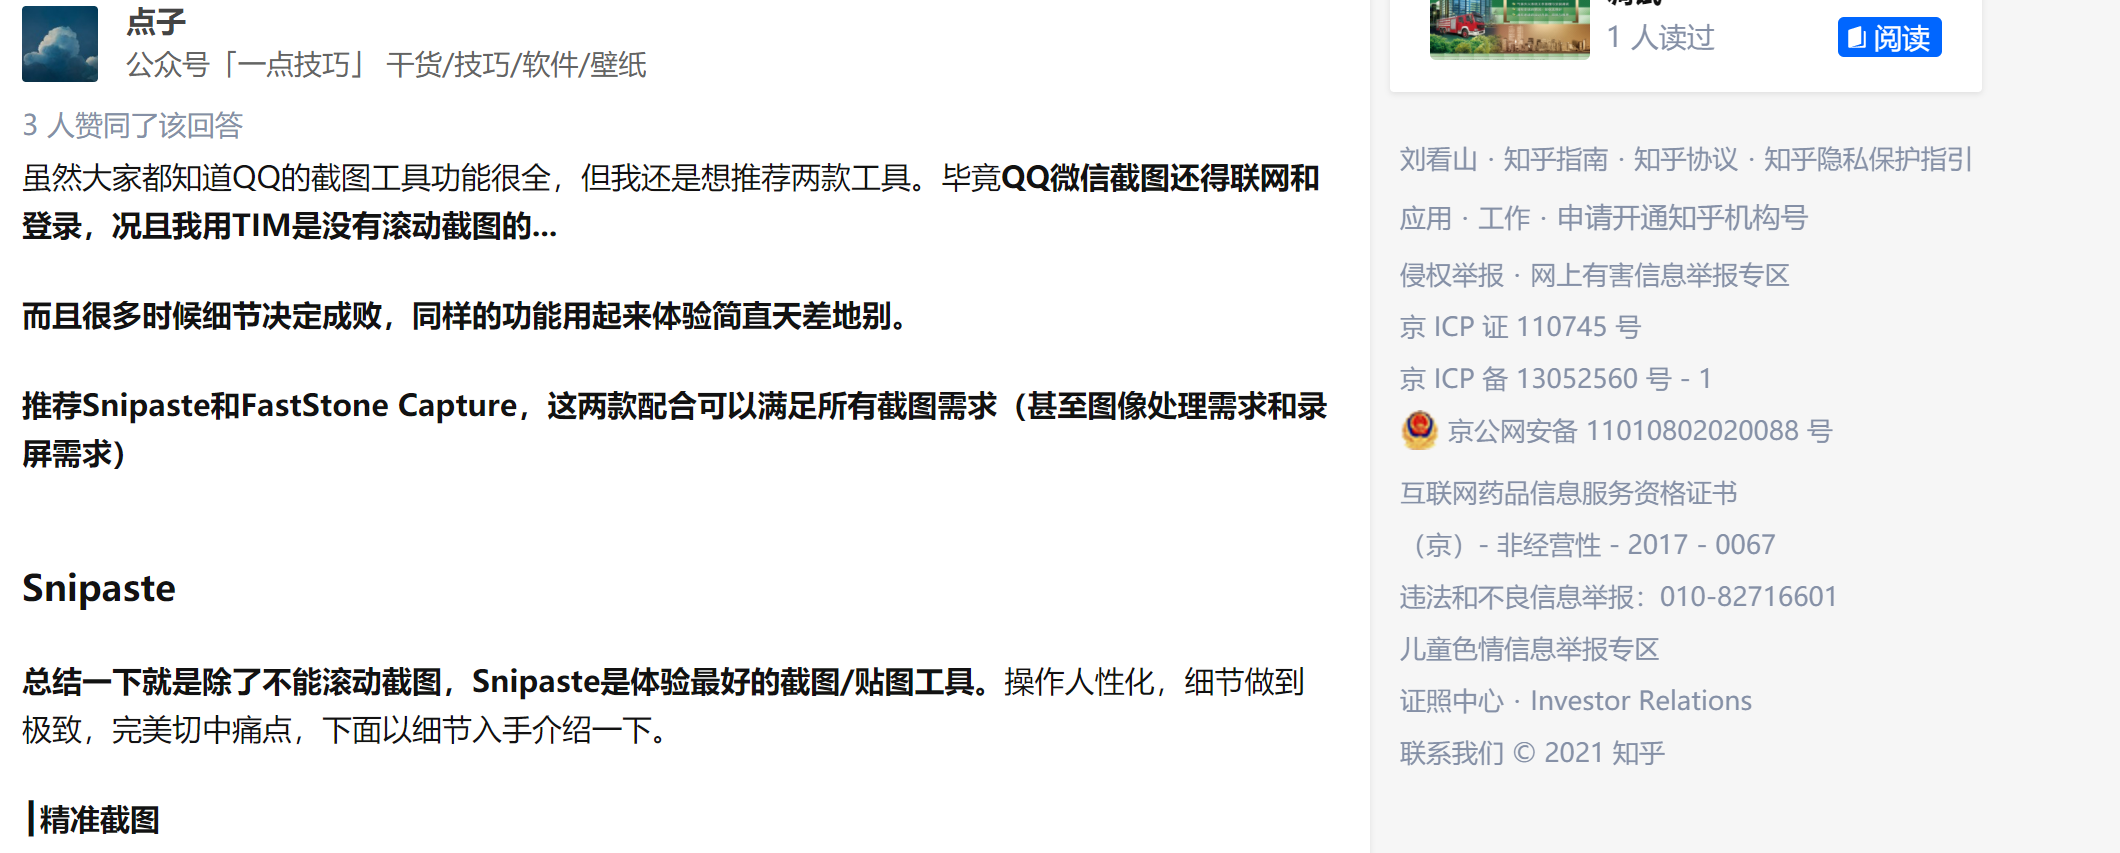 点子
公众号「一点技巧」 干货/技巧/软件/壁纸
3 人赞同了该回答
虽然大家都知道QQ的截图工具功能很全，但我还是想推荐两款工具。毕竟QQ微信截图还得联网和
登录，况且我用TIM是没有滚动截图的...
而且很多时候细节决定成败，同样的功能用起来体验简直天差地别。
推荐Snipaste和FastStone Capture，这两款配合可以满足所有截图需求（甚至图像处理需求和录
屏需求）
Snipaste
总结一下就是除了不能滚动截图，Snipaste是体验最好的截图/贴图工具。操作人性化，细节做到
极致，完美切中痛点，下面以细节入手介绍一下。
┃精准截图
1 人读过
阅读
刘看山 · 知乎指南 · 知乎协议 · 知乎隐私保护指引
应用 · 工作 · 申请开通知乎机构号
侵权举报 · 网上有害信息举报专区
京 ICP 证 110745 号
京 ICP 备 13052560 号 - 1
京公网安备 11010802020088 号
互联网药品信息服务资格证书
（京）- 非经营性 - 2017 - 0067
违法和不良信息举报：010-82716601
儿童色情信息举报专区
证照中心 · Investor Relations
联系我们 © 2021 知乎